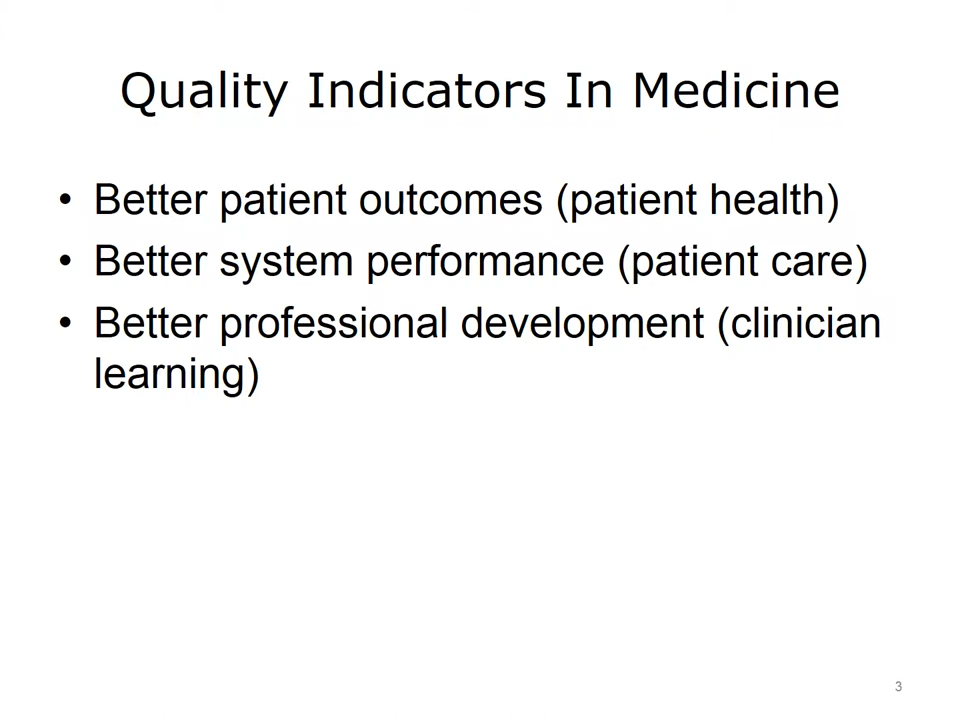 Quality Indicators In Medicine
• Better patient outcomes (patient health)
• Better system performance (patient care)
• Better professional development (clinician
learning)
3